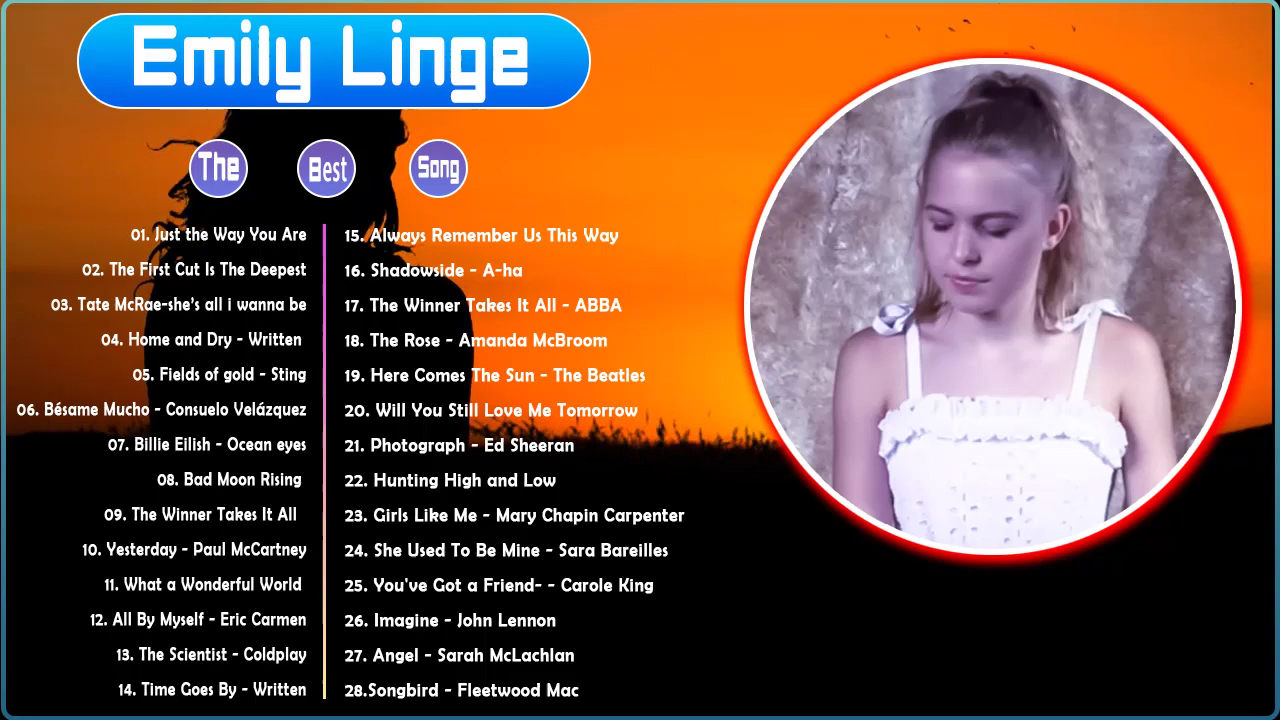 Emily Linge
The Best Song
01. Just the Way You Are
02. The First Cut Is The Deepest
03. Tate McRae-she's all i wanna be
04. Home and Dry - Written
05. Fields of gold - Sting
06. Bésame Mucho - Consuelo Velázquez
07. Billie Eilish - Ocean eyes
08. Bad Moon Rising
09. The Winner Takes It All
10. Yesterday - Paul McCartney
11. What a Wonderful World
12. All By Myself - Eric Carmen
13. The Scientist - Coldplay
14. Time Goes By - Written
15. Always Remember Us This Way
16. Shadowside - A-ha
17. The Winner Takes It All - ABBA
18. The Rose - Amanda McBroom
19. Here Comes The Sun - The Beatles
20. Will You Still Love Me Tomorrow
21. Photograph - Ed Sheeran
22. Hunting High and Low
23. Girls Like Me - Mary Chapin Carpenter
24. She Used To Be Mine - Sara Bareilles
25. You've Got a Friend- - Carole King
26. Imagine - John Lennon
27. Angel - Sarah McLachlan
28.Songbird - Fleetwood Mac